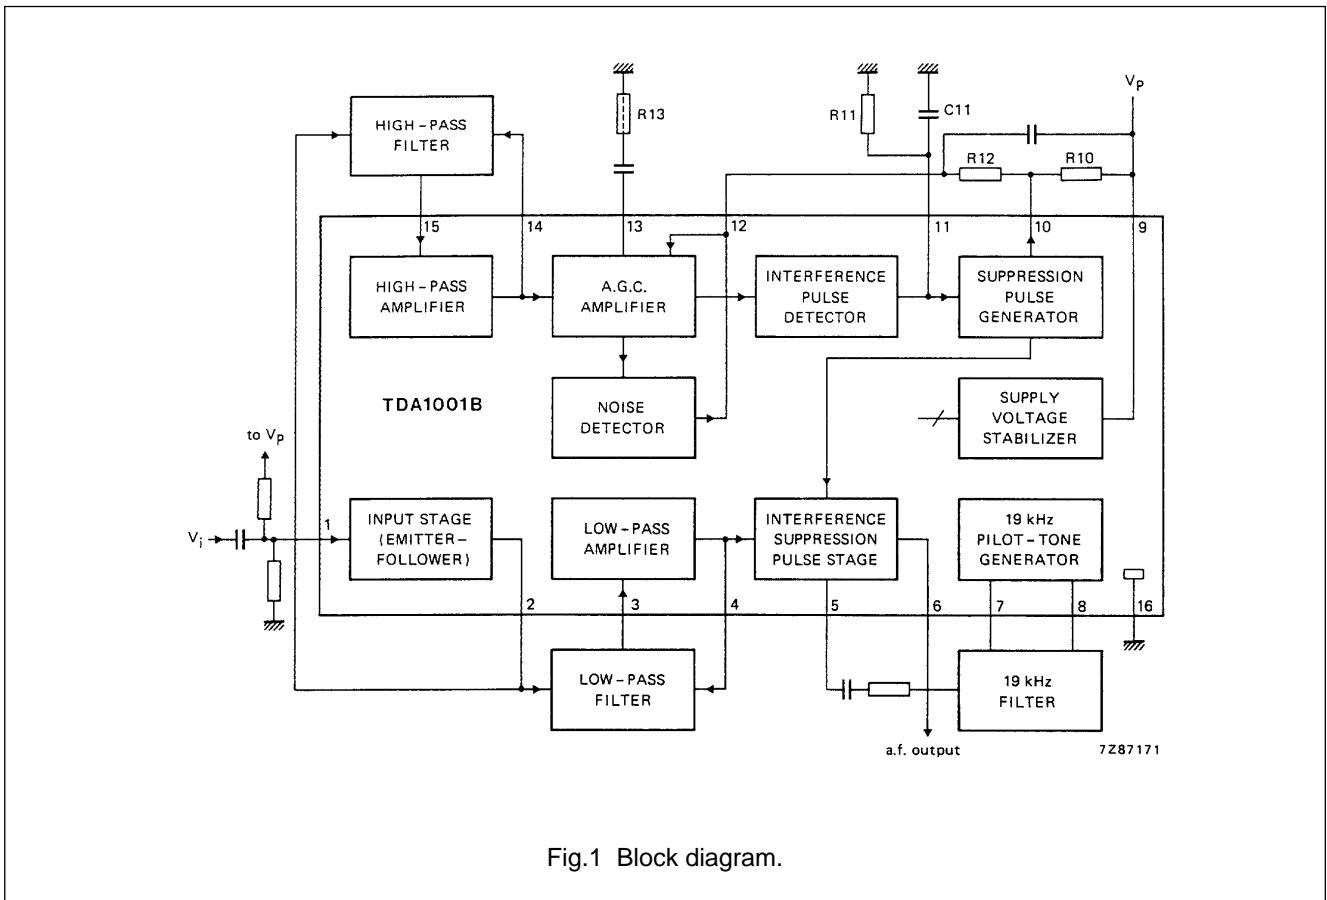 Vp
R13
R11
C11
HIGH-PASS
FILTER
R12
R10
15
14
13
12
11
10
9
HIGH-PASS
AMPLIFIER
A.G.C.
AMPLIFIER
INTERFERENCE
PULSE
DETECTOR
SUPPRESSION
PULSE
GENERATOR
TDA1001B
NOISE
DETECTOR
SUPPLY
VOLTAGE
STABILIZER
to Vp
Vi
1
INPUT STAGE
(EMITTER-
FOLLOWER)
LOW-PASS
AMPLIFIER
INTERFERENCE
SUPPRESSION
PULSE STAGE
19 kHz
PILOT-TONE
GENERATOR
2
3
4
5
6
7
8
16
LOW-PASS
FILTER
19 kHz
FILTER
a.f. output
7Z87171
Fig.1 Block diagram.